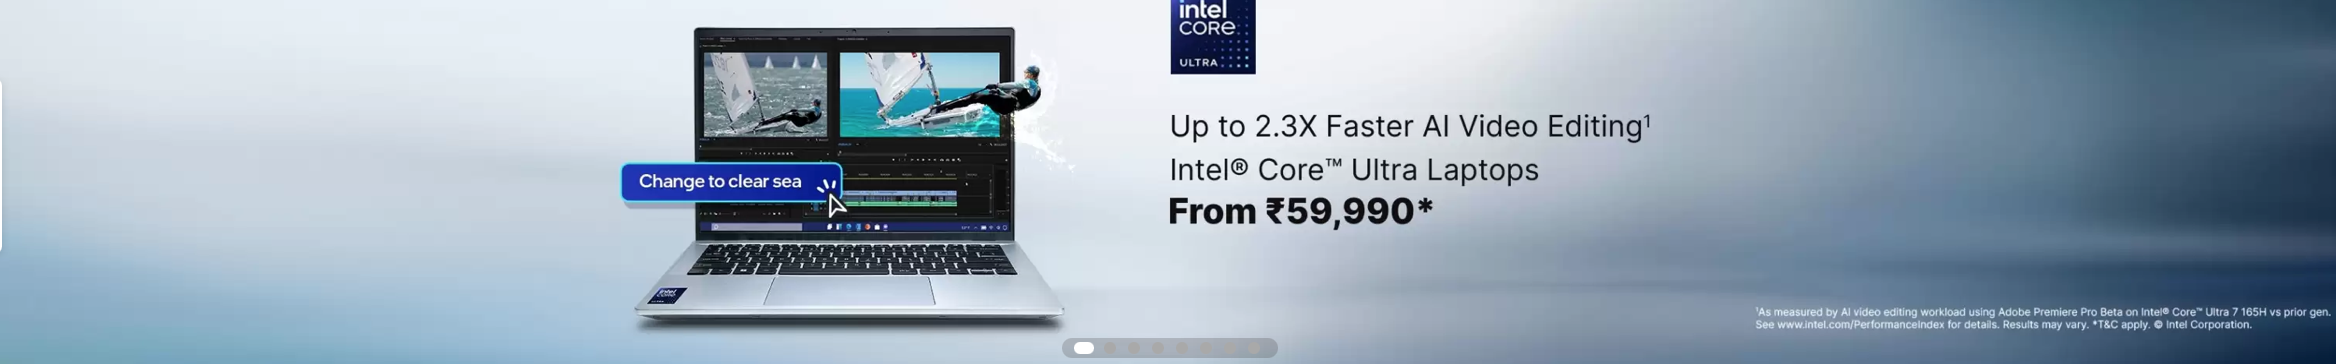 intel
CORE
ULTRA
Up to 2.3X Faster AI Video Editing¹
Intel® Core™ Ultra Laptops
From ₹59,990*
Change to clear sea
intel
CORE
¹As measured by AI video editing workload using Adobe Premiere Pro Beta on Intel® Core™ Ultra 7 165H vs prior gen.
See www.intel.com/PerformanceIndex for details. Results may vary. *T&C apply. © Intel Corporation.